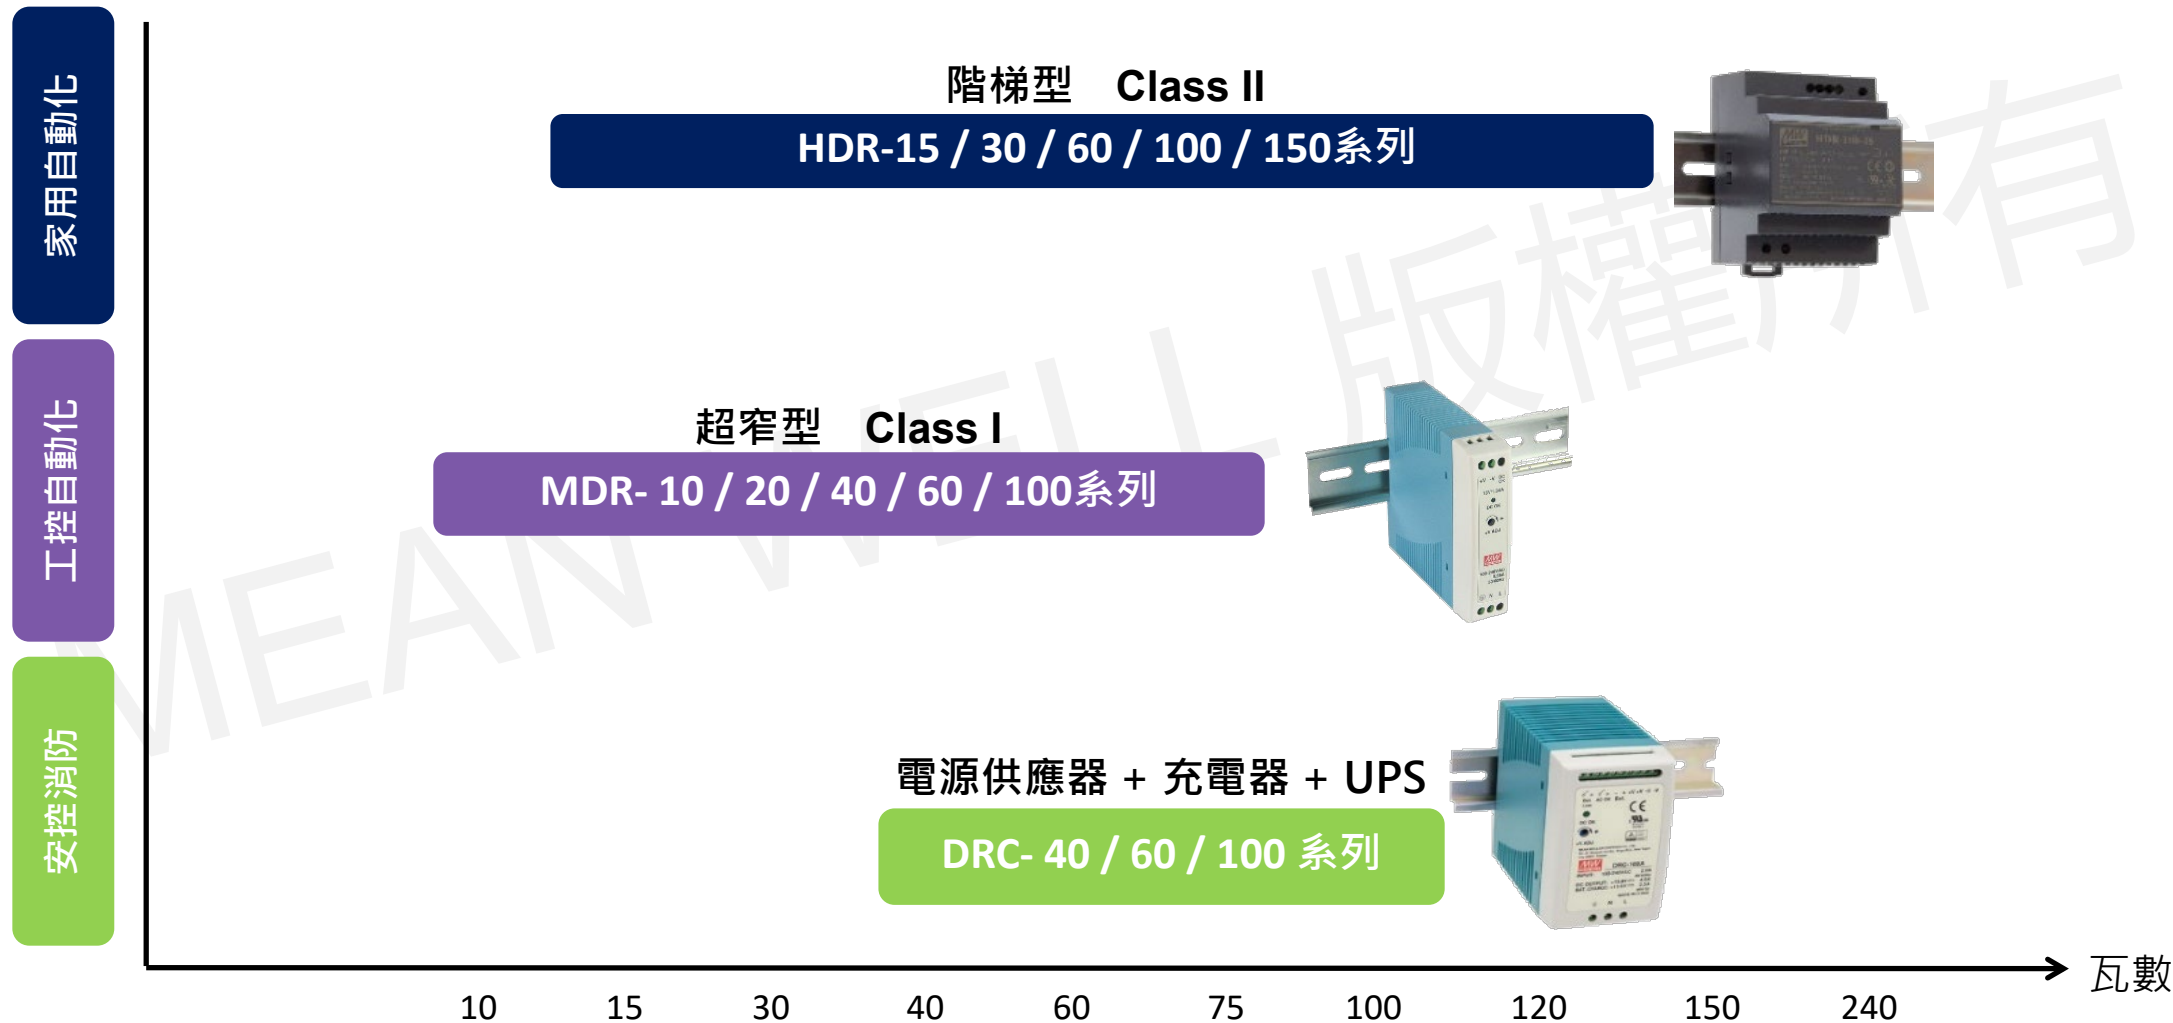 家用自動化
階梯型 Class II
HDR-15 / 30 / 60 / 100 / 150系列
工控自動化
超窄型 Class I
MDR- 10 / 20 / 40 / 60 / 100系列
安控消防
電源供應器 + 充電器 + UPS
DRC- 40 / 60 / 100 系列
瓦數
10 15 30 40 60 75 100 120 150 240
MEAN WELL 版權所有